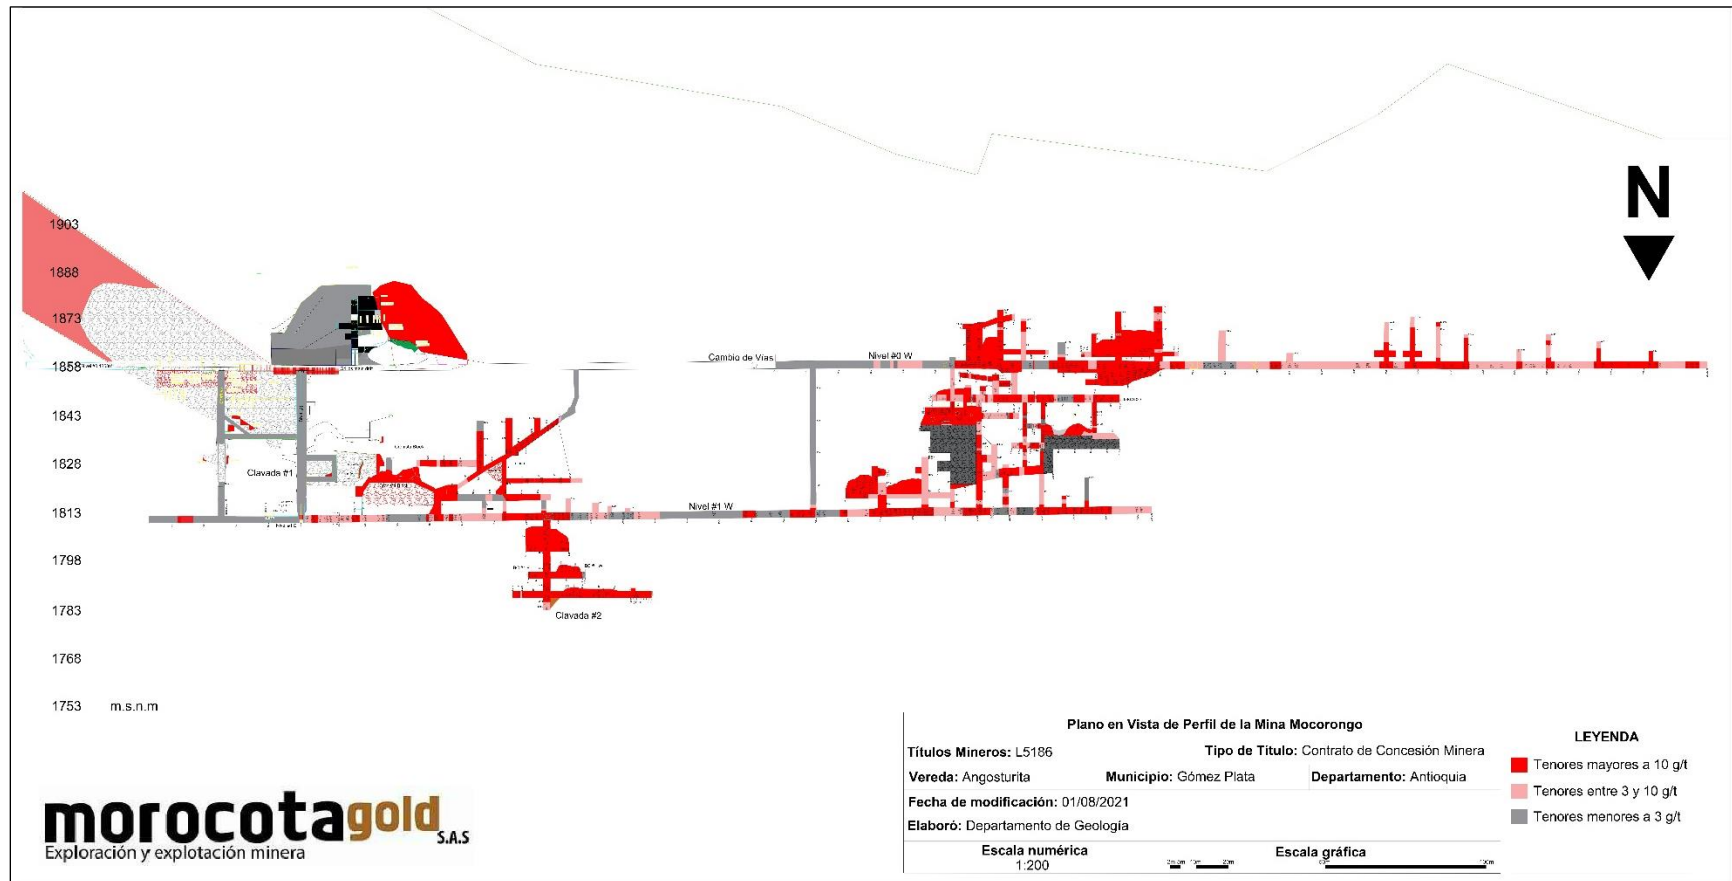 N
1903
1888
1873
1858
1843
1828
1813
1798
1783
1768
1753 m.s.n.m
Cambio de Vías
Nivel #0 W
Clavada #1
Nivel #1 W
Clavada #2
Plano en Vista de Perfil de la Mina Mocorongo
Títulos Mineros: L5186 Tipo de Titulo: Contrato de Concesión Minera
Vereda: Angosturita Municipio: Gómez Plata Departamento: Antioquia
Fecha de modificación: 01/08/2021
Elaboró: Departamento de Geología
Escala numérica Escala gráfica
1:200
LEYENDA
Tenores mayores a 10 g/t
Tenores entre 3 y 10 g/t
Tenores menores a 3 g/t
morocotagold S.A.S
Exploración y explotación minera